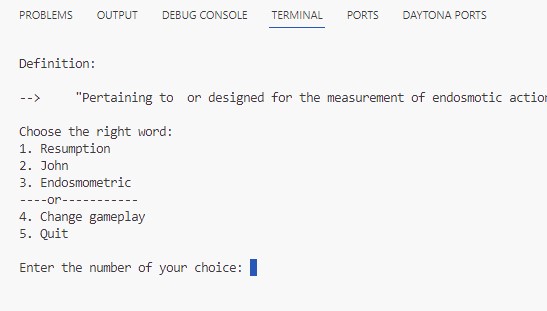 PROBLEMS OUTPUT DEBUG CONSOLE TERMINAL PORTS DAYTONA PORTS
Definition:
--> "Pertaining to  or designed for the measurement of endosmotic action
Choose the right word:
1. Resumption
2. John
3. Endosmometric
----or-----------
4. Change gameplay
5. Quit
Enter the number of your choice: